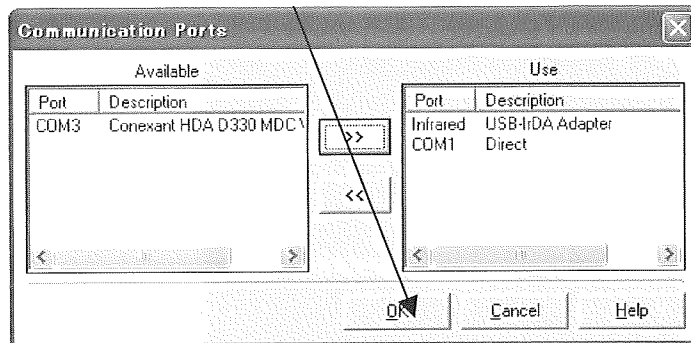 Communication Ports
Available
Use
Port Description
COM3 Conexant HDA D330 MDC V
Port Description
Infrared USB-IrDA Adapter
COM1 Direct
>>
<<
OK Cancel Help